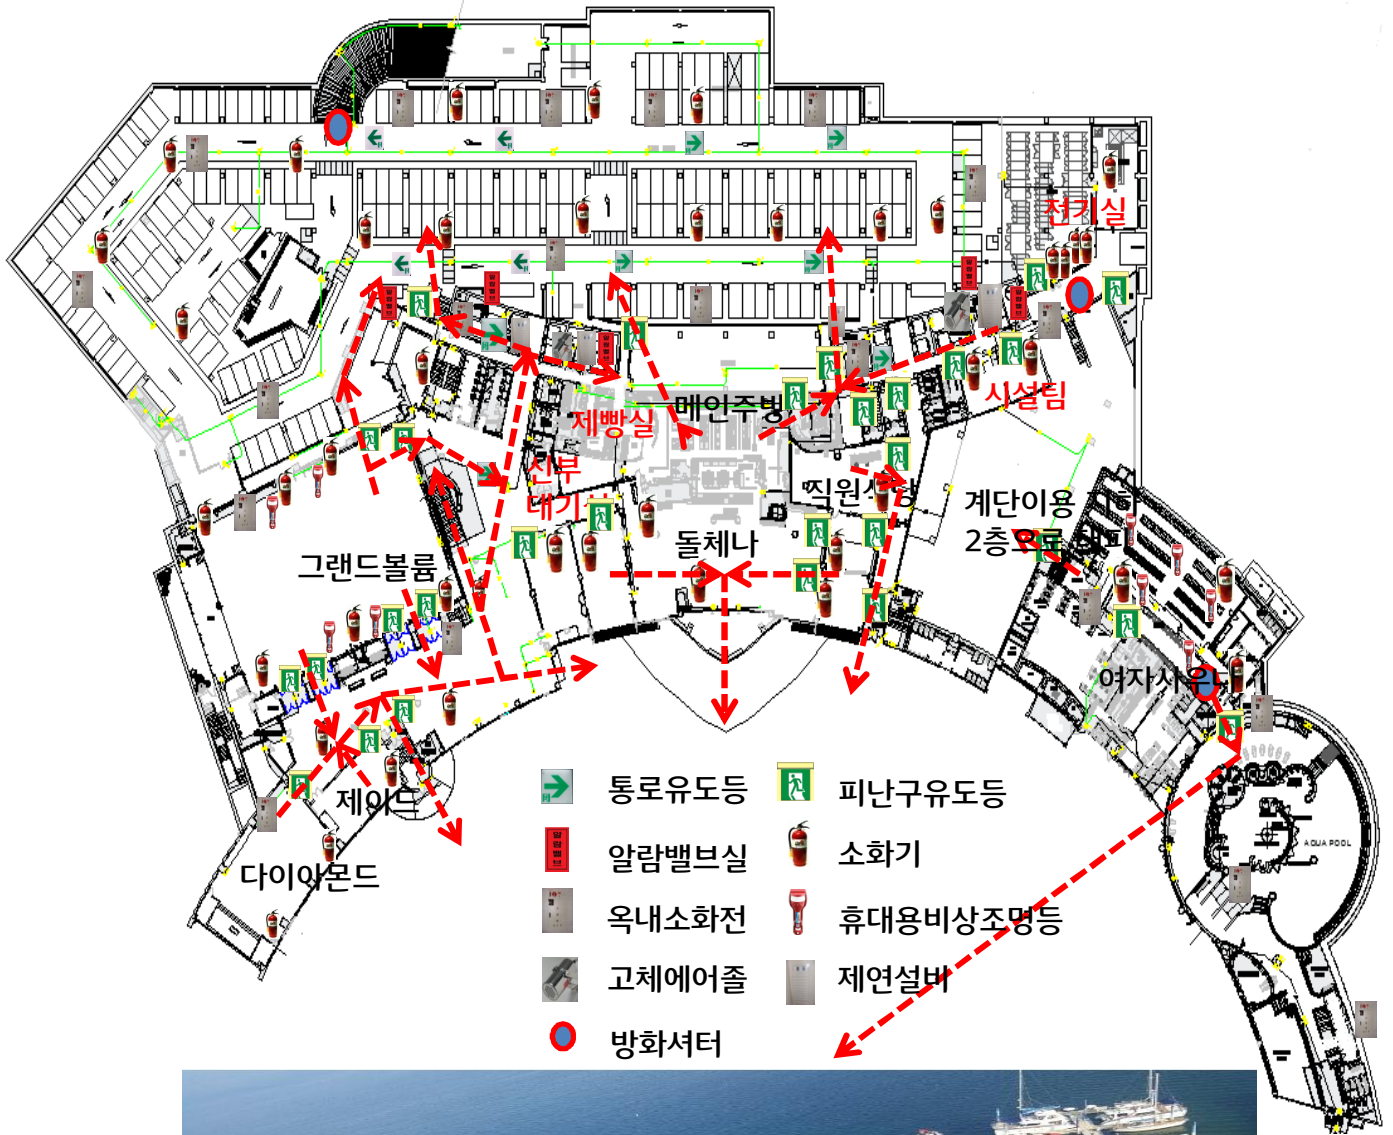 전기실
시설팀
제빵실
메인주방
신부
대기실
직원식당
계단이용
2층으로 대피
돌체나
그랜드볼륨
여자사우나
제이드
다이아몬드
AQUA POOL
통로유도등
피난구유도등
알람밸브
알람밸브실
소화기
옥내소화전
휴대용비상조명등
고체에어졸
제연설비
방화셔터